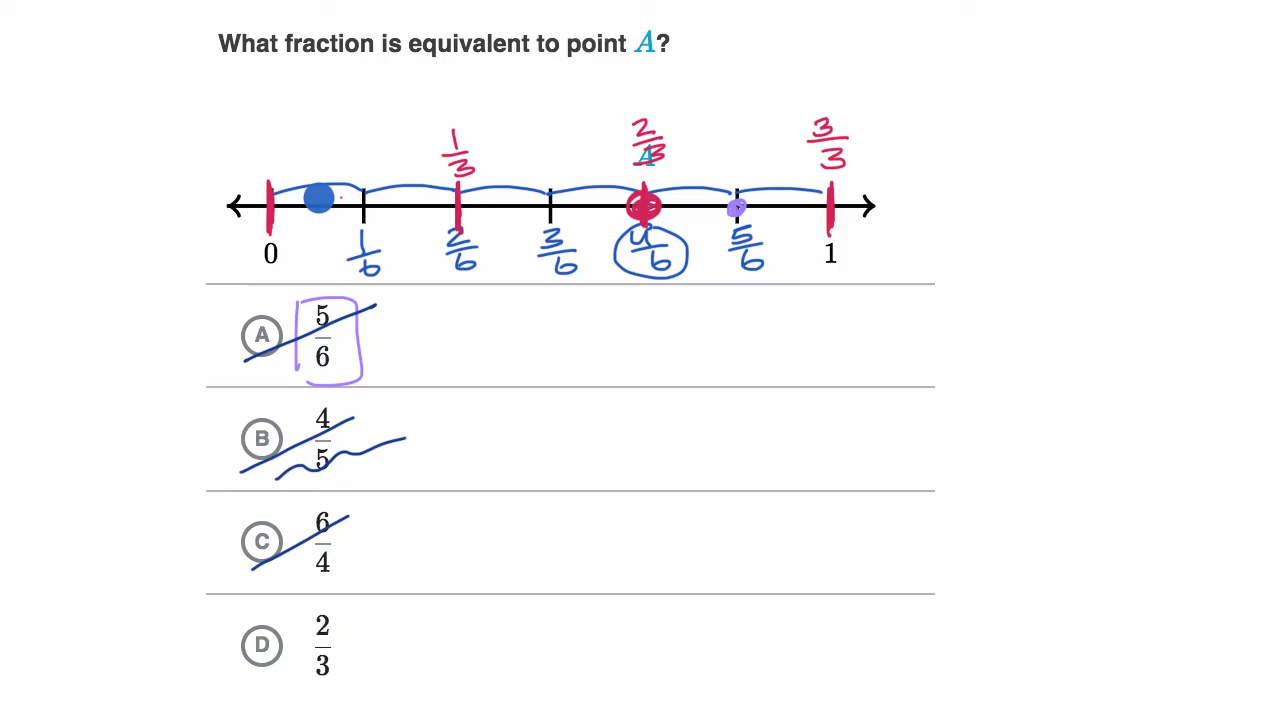 What fraction is equivalent to point A?
1/3 2/3 3/3
A
0 1/6 2/6 3/6 4/6 5/6 1
A 5/6
B 4/5
C 6/4
D 2/3